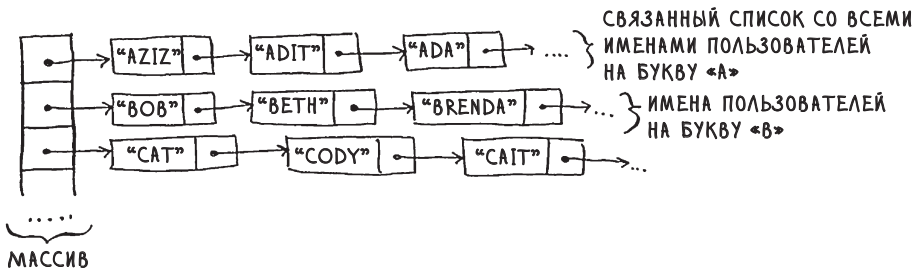 "AZIZ" "ADIT" "ADA" ....
СВЯЗАННЫЙ СПИСОК СО ВСЕМИ
ИМЕНАМИ ПОЛЬЗОВАТЕЛЕЙ
НА БУКВУ «А»
"BOB" "BETH" "BRENDA" ...
ИМЕНА ПОЛЬЗОВАТЕЛЕЙ
НА БУКВУ «В»
"CAT" "CODY" "CAIT" ...
.....
МАССИВ